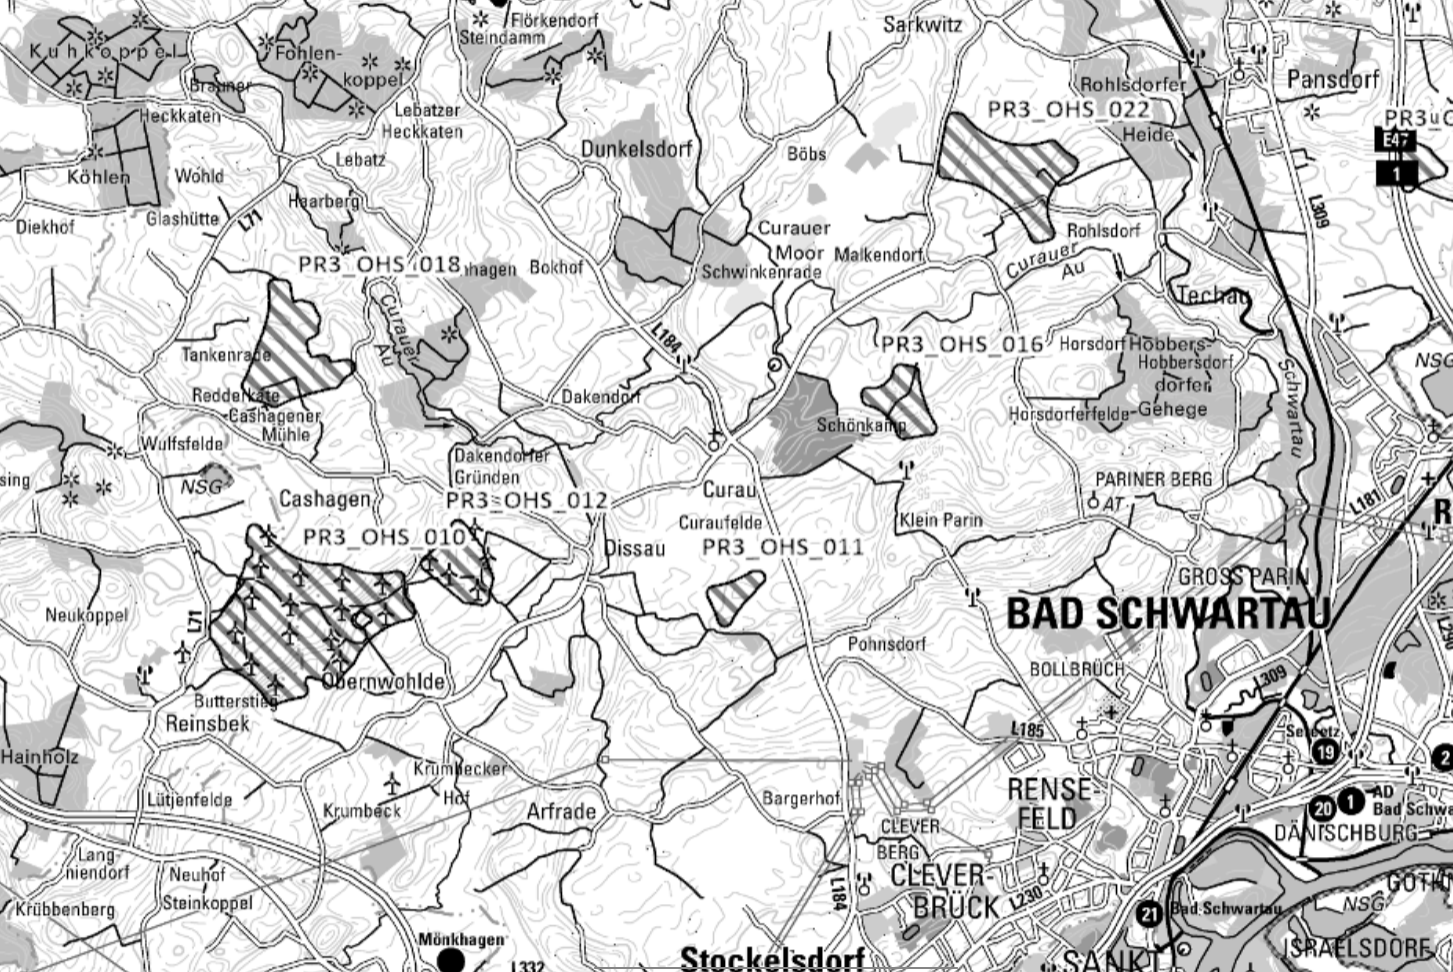 Flörkendorf
Steindamm
Sarkwitz
Kuhkoppel
Fohlen-
koppel
Brauner
Pansdorf
Rohlsdorfer
Heide
PR3_OHS_022
E47
1
Heckkaten
Lebatzer
Heckkaten
Dunkelsdorf
Böbs
Lebatz
Köhlen
Wohld
Haarberg
Glashütte
Diekhof
L71
L309
Curauer
Moor
Malkendorf
Rohlsdorf
Curauer
Au
PR3_OHS_018
Bokhof
Schwinkenrade
Techau
Curauer
Au
L184
PR3_OHS_016
Horsdorf
Hobbers-
Hobbersdorf
dorfer
Gehege
Tankenrade
Redderkate
Cashagener
Mühle
Dakendorf
Horsdorferfelde
Schönkamp
Schwartau
NSG
Wulfsfelde
Dakendorfer
Gründen
NSG
Cashagen
PR3_OHS_012
Curau
PARINER BERG
AT
L181
Curaufelde
Klein Parin
PR3_OHS_010
Dissau
PR3_OHS_011
GROSS PARIN
BAD SCHWARTAU
Neukoppel
L71
Pohnsdorf
BOLLBRÜCH
Obernwohlde
L309
Butterstieg
Reinsbek
L185
Sereetz
19
2
Hainholz
Krumbecker
Hof
RENSE-
FELD
Lütjenfelde
Krumbeck
Arfrade
Bargerhof
20
1
AD
Bad Schwa
CLEVER
BERG
DÄNISCHBURG
Lang-
niendorf
Neuhof
Steinkoppel
CLEVER-
BRÜCK
L184
L230
Krübbenberg
21
Bad Schwartau
NSG
Mönkhagen
L332
Stockelsdorf
SANKT
ISRAELSDORF